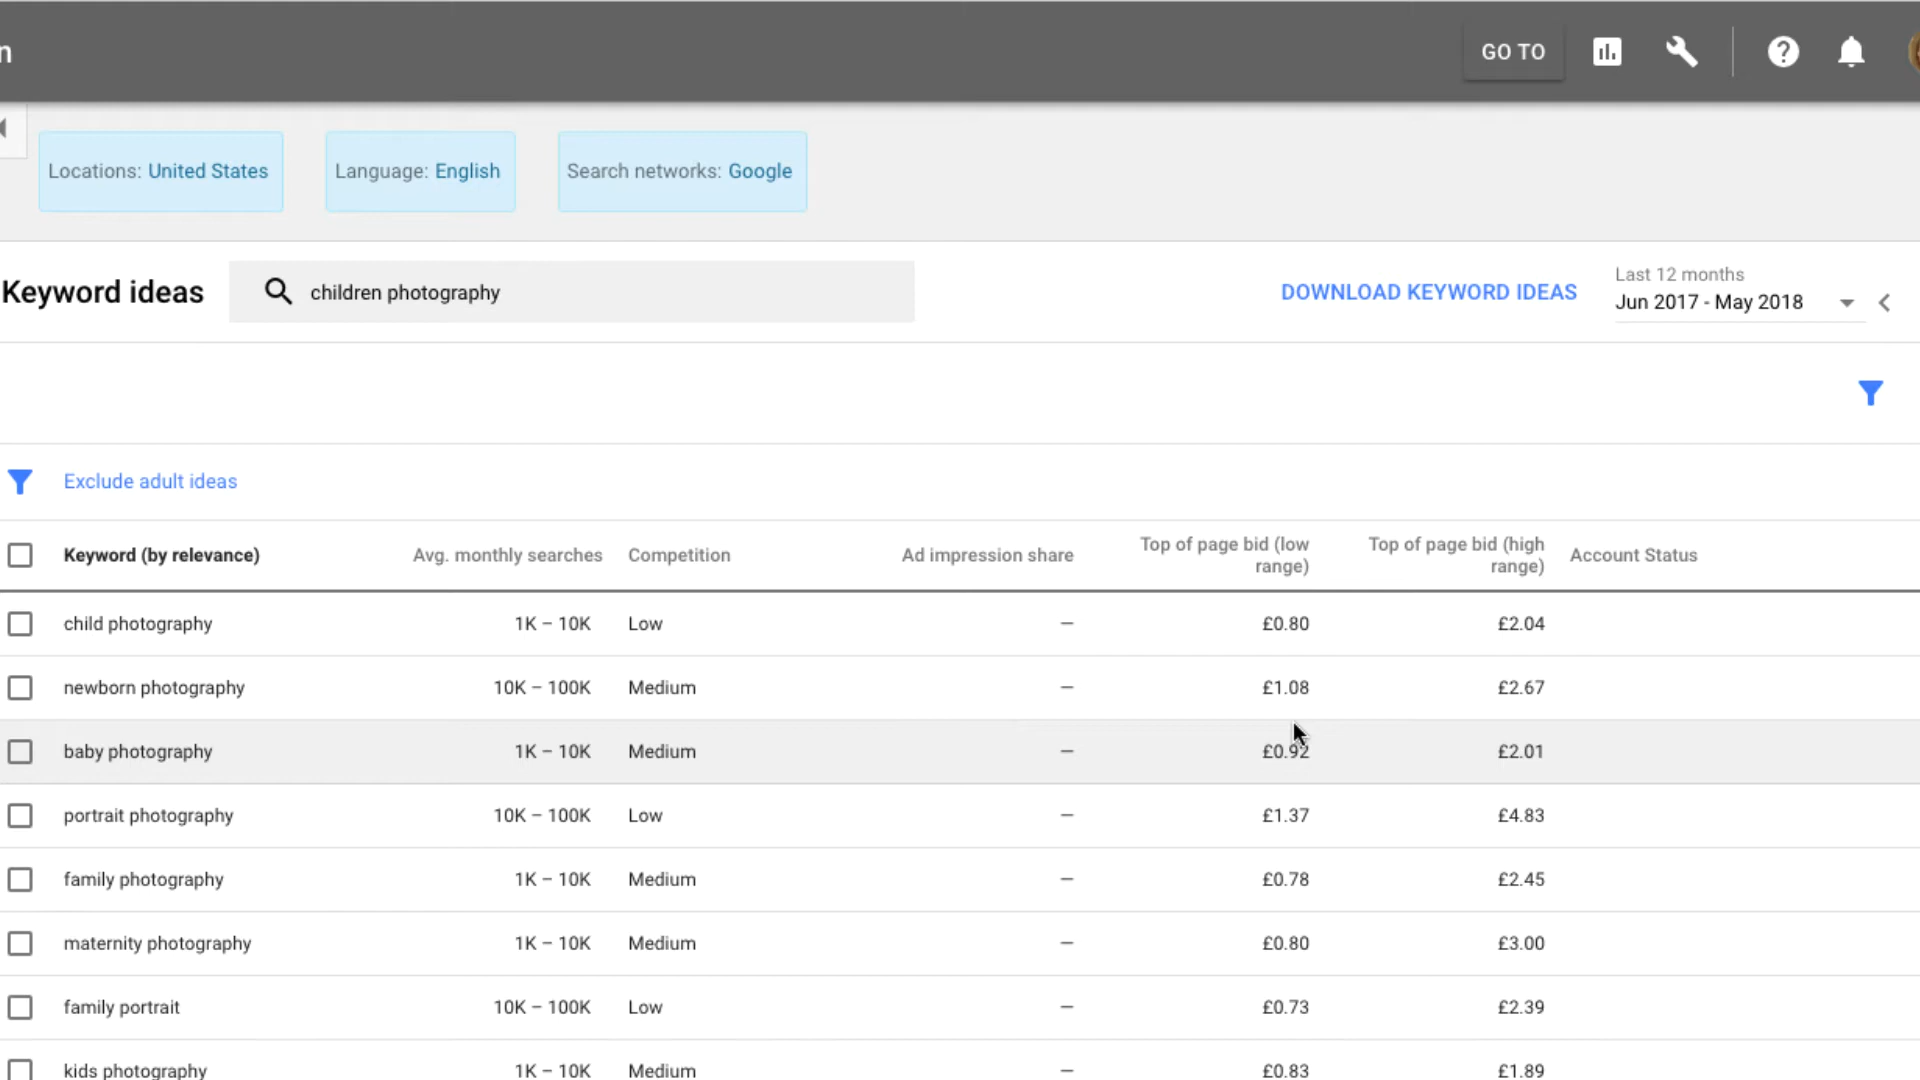 n
GO TO
Locations: United States
Language: English
Search networks: Google
Keyword ideas
children photography
DOWNLOAD KEYWORD IDEAS
Last 12 months
Jun 2017 - May 2018
Exclude adult ideas
Keyword (by relevance) Avg. monthly searches Competition Ad impression share Top of page bid (low range) Top of page bid (high range) Account Status
child photography 1K – 10K Low — £0.80 £2.04
newborn photography 10K – 100K Medium — £1.08 £2.67
baby photography 1K – 10K Medium — £0.92 £2.01
portrait photography 10K – 100K Low — £1.37 £4.83
family photography 1K – 10K Medium — £0.78 £2.45
maternity photography 1K – 10K Medium — £0.80 £3.00
family portrait 10K – 100K Low — £0.73 £2.39
kids photography 1K – 10K Medium — £0.83 £1.89